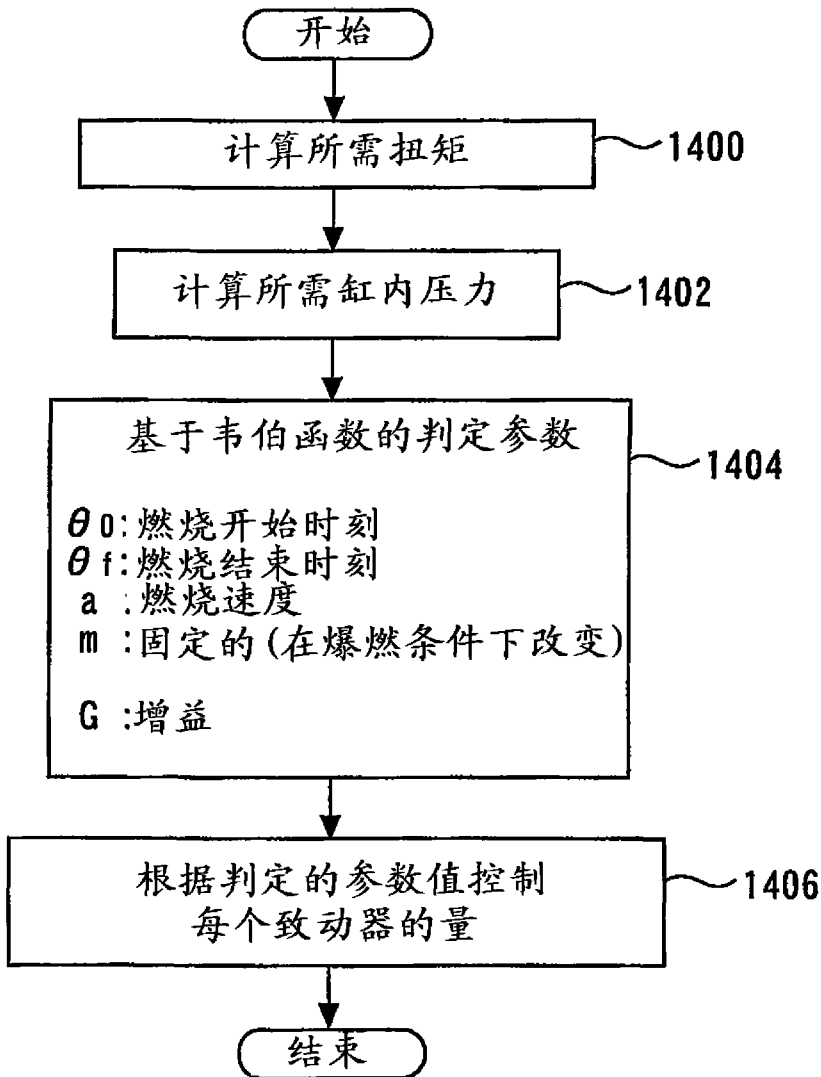 开始
计算所需扭矩
1400
计算所需缸内压力
1402
基于韦伯函数的判定参数
1404
θ0:燃烧开始时刻
θf:燃烧结束时刻
a:燃烧速度
m:固定的(在爆燃条件下改变)
G:增益
根据判定的参数值控制
每个致动器的量
1406
结束